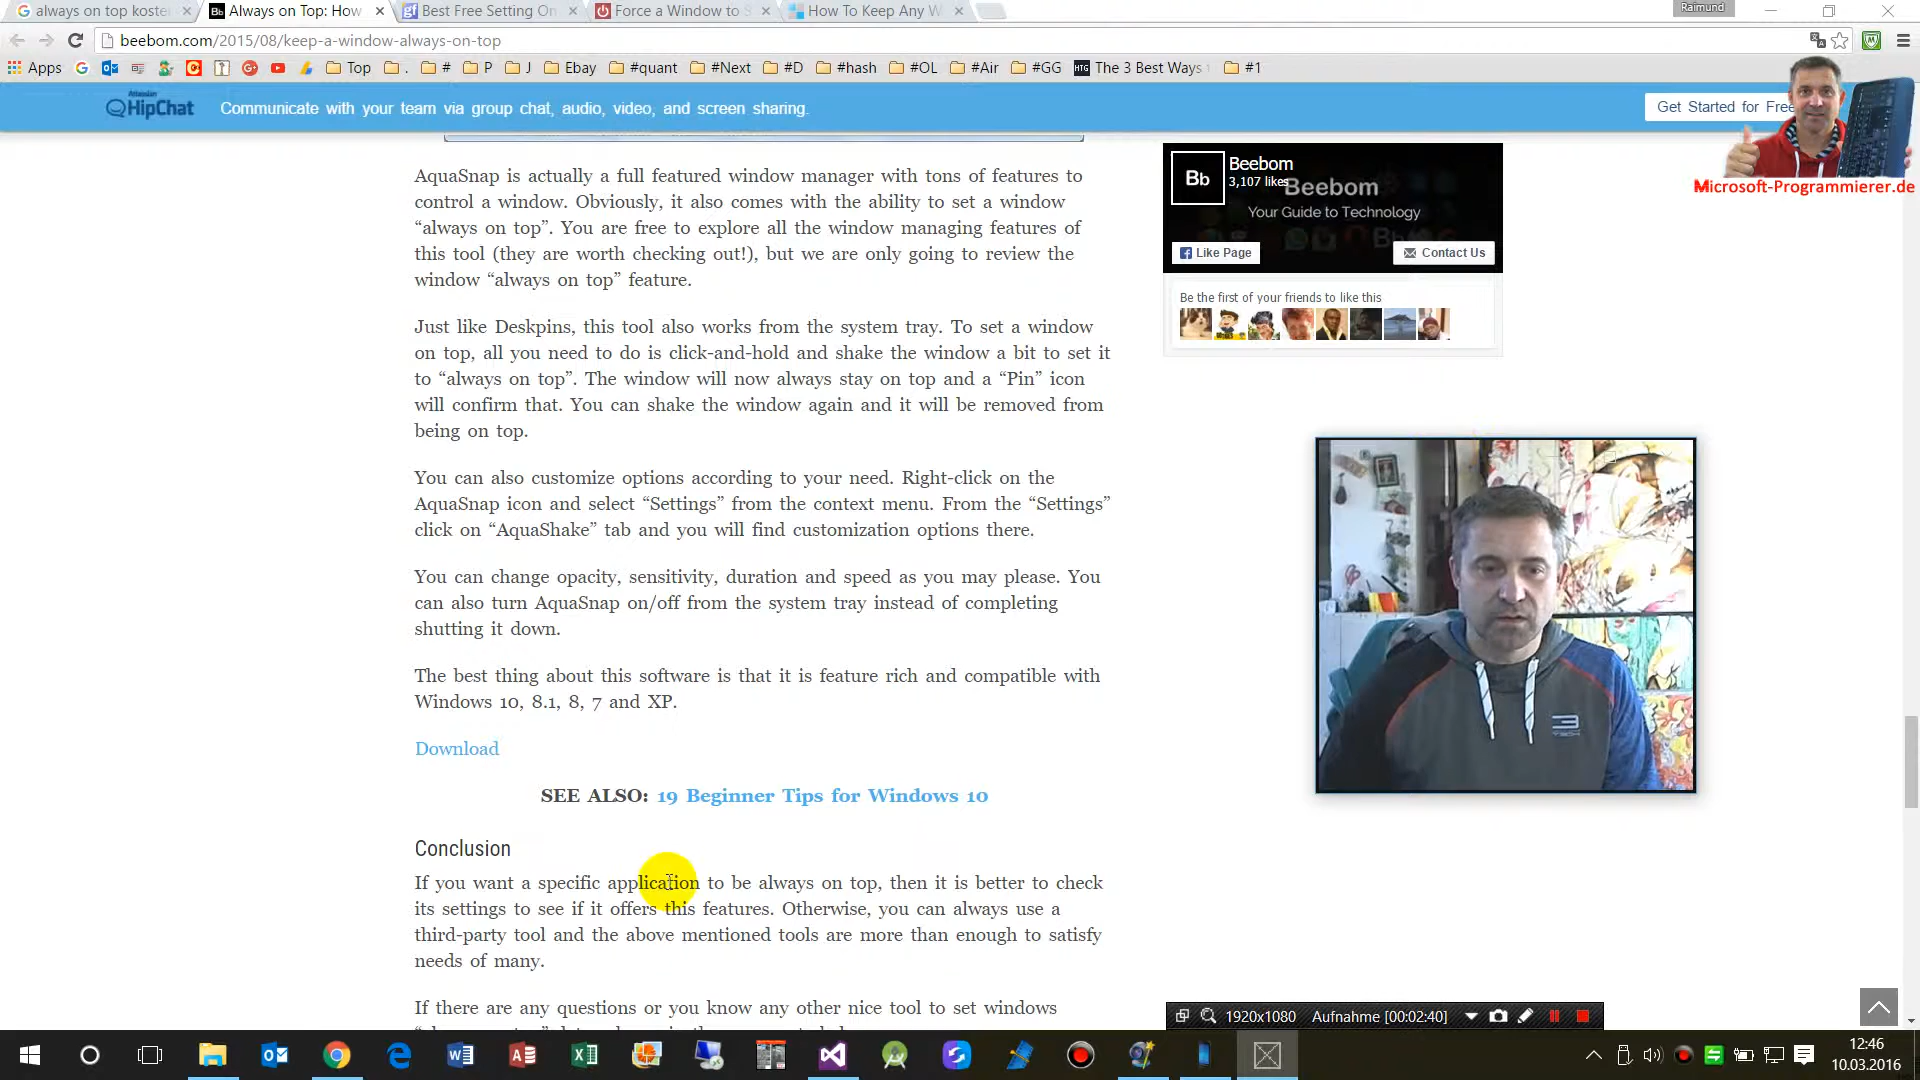 always on top koster
Always on Top: How
Best Free Setting On
Force a Window to S
How To Keep Any W
Raimund
beebom.com/2015/08/keep-a-window-always-on-top
Apps
Top
.
#
P
J
Ebay
#quant
#Next
#D
#hash
#OL
#Air
#GG
HTG
The 3 Best Ways
#1
Atlassian
HipChat
Communicate with your team via group chat, audio, video, and screen sharing.
Get Started for Free
Microsoft-Programmierer.de
AquaSnap is actually a full featured window manager with tons of features to
control a window. Obviously, it also comes with the ability to set a window
“always on top”. You are free to explore all the window managing features of
this tool (they are worth checking out!), but we are only going to review the
window “always on top” feature.
Just like Deskpins, this tool also works from the system tray. To set a window
on top, all you need to do is click-and-hold and shake the window a bit to set it
to “always on top”. The window will now always stay on top and a “Pin” icon
will confirm that. You can shake the window again and it will be removed from
being on top.
You can also customize options according to your need. Right-click on the
AquaSnap icon and select “Settings” from the context menu. From the “Settings”
click on “AquaShake” tab and you will find customization options there.
You can change opacity, sensitivity, duration and speed as you may please. You
can also turn AquaSnap on/off from the system tray instead of completing
shutting it down.
The best thing about this software is that it is feature rich and compatible with
Windows 10, 8.1, 8, 7 and XP.
Download
SEE ALSO: 19 Beginner Tips for Windows 10
Conclusion
If you want a specific application to be always on top, then it is better to check
its settings to see if it offers this features. Otherwise, you can always use a
third-party tool and the above mentioned tools are more than enough to satisfy
needs of many.
If there are any questions or you know any other nice tool to set windows
Bb
Beebom
3,107 likes
Beebom
Your Guide to Technology
Like Page
Contact Us
Be the first of your friends to like this
1920x1080
Aufnahme [00:02:40]
12:46
10.03.2016